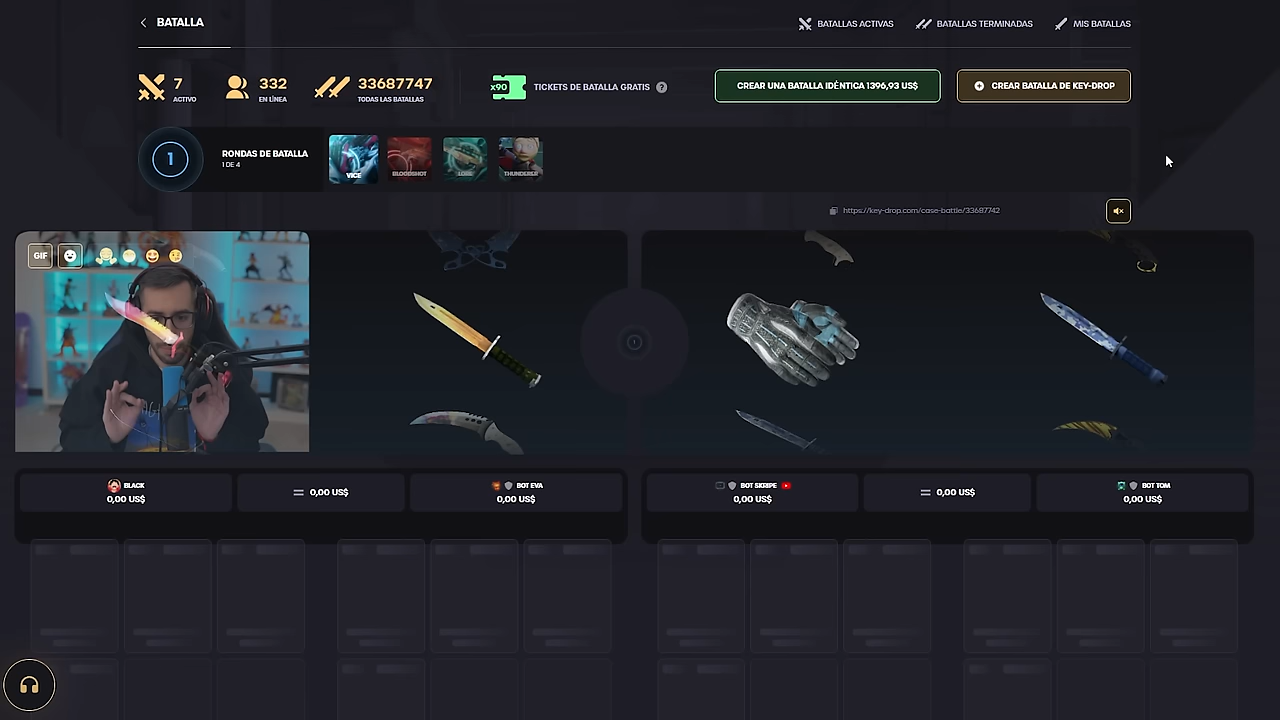 BATALLA
BATALLAS ACTIVAS
BATALLAS TERMINADAS
MIS BATALLAS
7
ACTIVO
332
EN LÍNEA
33687747
TODAS LAS BATALLAS
x90
TICKETS DE BATALLA GRATIS
?
CREAR UNA BATALLA IDÉNTICA 1396,93 US$
CREAR BATALLA DE KEY-DROP
1
RONDAS DE BATALLA
1 DE 4
VICE
BLOODSHOT
LORE
https://key-drop.com/case-battle/33687742
GIF
BLACK
0,00 US$
0,00 US$
BOT EVA
0,00 US$
BOT SKRIPE
0,00 US$
0,00 US$
BOT TOM
0,00 US$